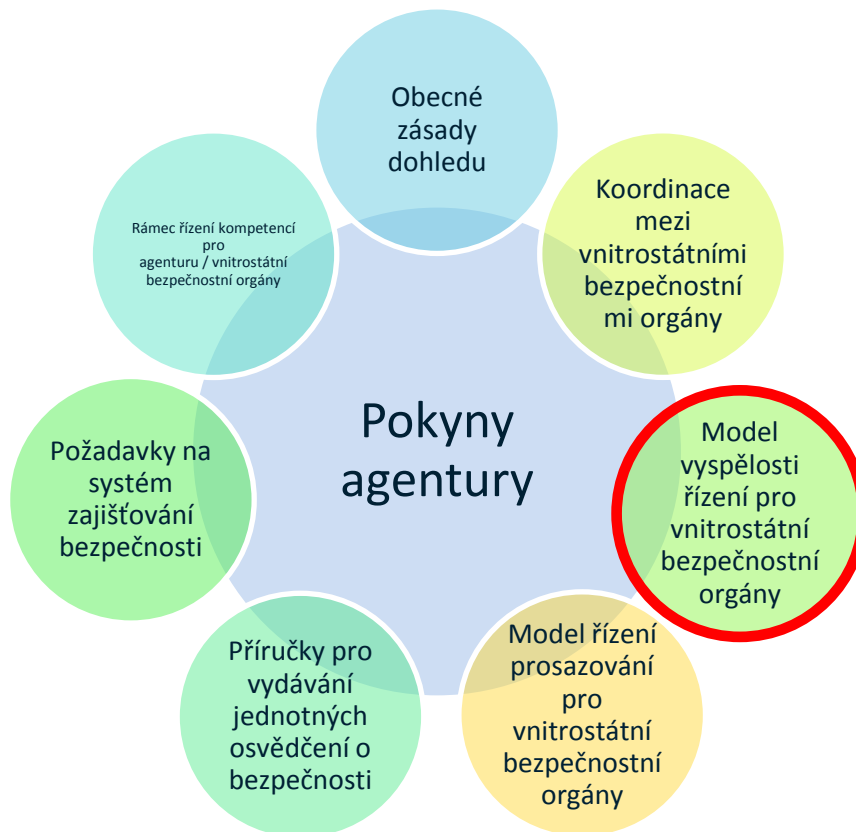 Obecné
zásady
dohledu
Koordinace
mezi
vnitrostátními
bezpečnostní
mi orgány
Model
vyspělosti
řízení pro
vnitrostátní
bezpečnostní
orgány
Model řízení
prosazování
pro
vnitrostátní
bezpečnostní
orgány
Příručky pro
vydávání
jednotných
osvědčení o
bezpečnosti
Požadavky na
systém
zajišťování
bezpečnosti
Rámec řízení kompetencí
pro
agenturu / vnitrostátní
bezpečnostní orgány
Pokyny
agentury